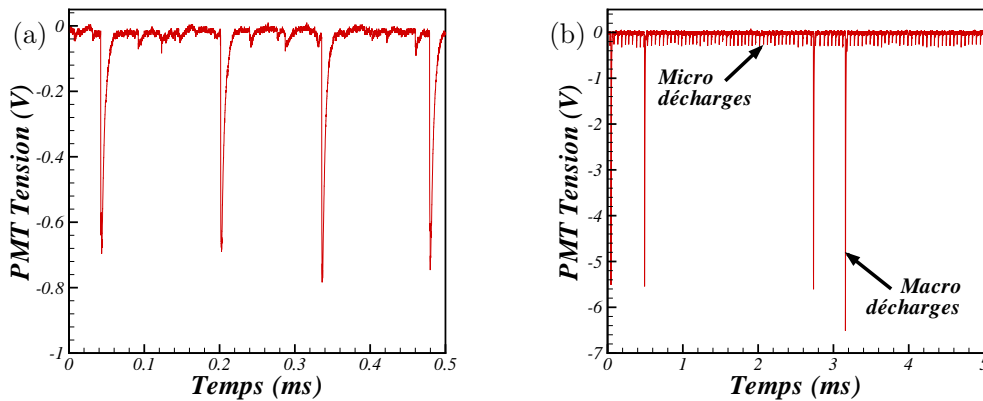 (a)
PMT Tension (V)
0
-0.2
-0.4
-0.6
-0.8
-1
0
0.1
0.2
0.3
0.4
0.5
Temps (ms)
(b)
PMT Tension (V)
0
-1
-2
-3
-4
-5
-6
-7
0
1
2
3
4
5
Temps (ms)
Micro
décharges
Macro
décharges